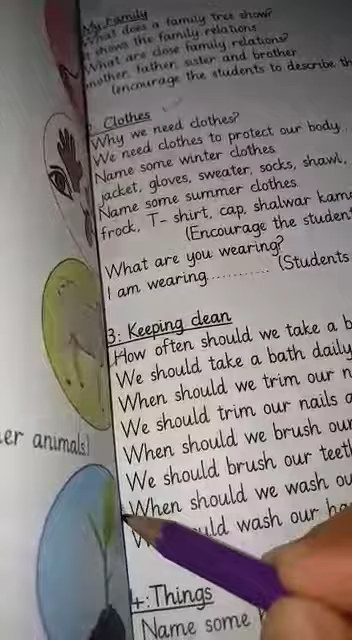 My Family
What does a family tree show?
It shows the family relations
What are close family relations?
mother, father, sister and brother
(encourage the students to describe th
Clothes
Why we need clothes?
We need clothes to protect our body
Name some winter clothes.
jacket, gloves, sweater, socks, shawl,
Name some summer clothes.
frock, T- shirt, cap, shalwar kame
(Encourage the studen
What are you wearing?
I am wearing............ (Students
3: Keeping clean
How often should we take a b
We should take a bath daily
When should we trim our n
We should trim our nails a
When should we brush our
We should brush our teet
er animals)
When should we wash ou
ould wash our ha
4:Things
Name some